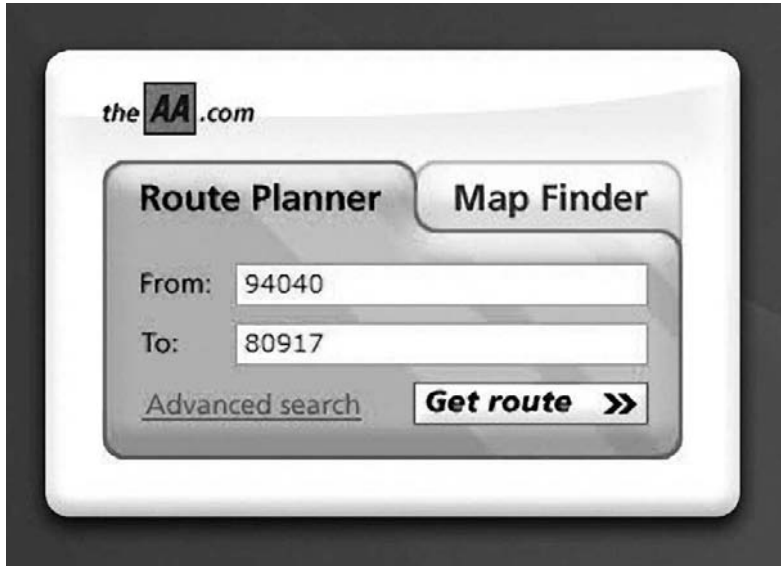 the AA .com
Route Planner
Map Finder
From: 94040
To: 80917
Advanced search
Get route »